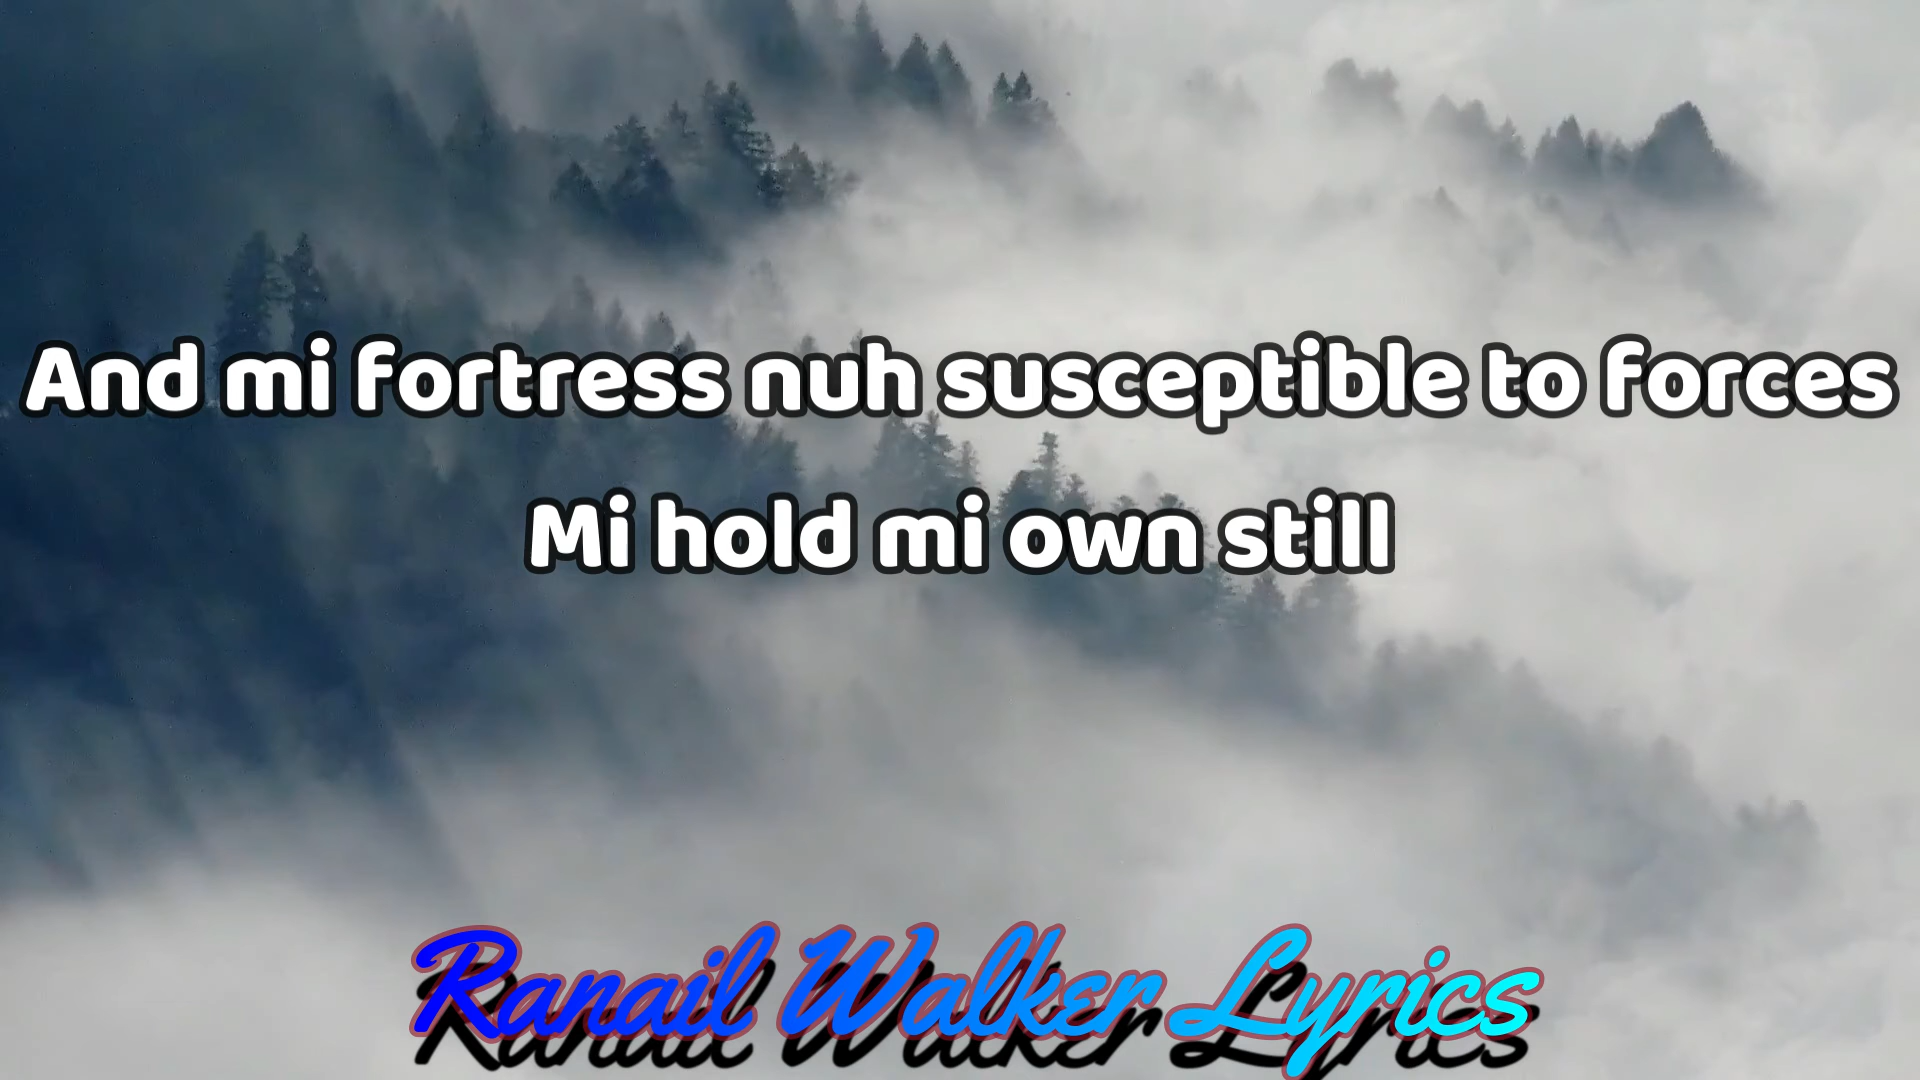 And mi fortress nuh susceptible to forces
Mi hold mi own still
Ranail Walker Lyrics